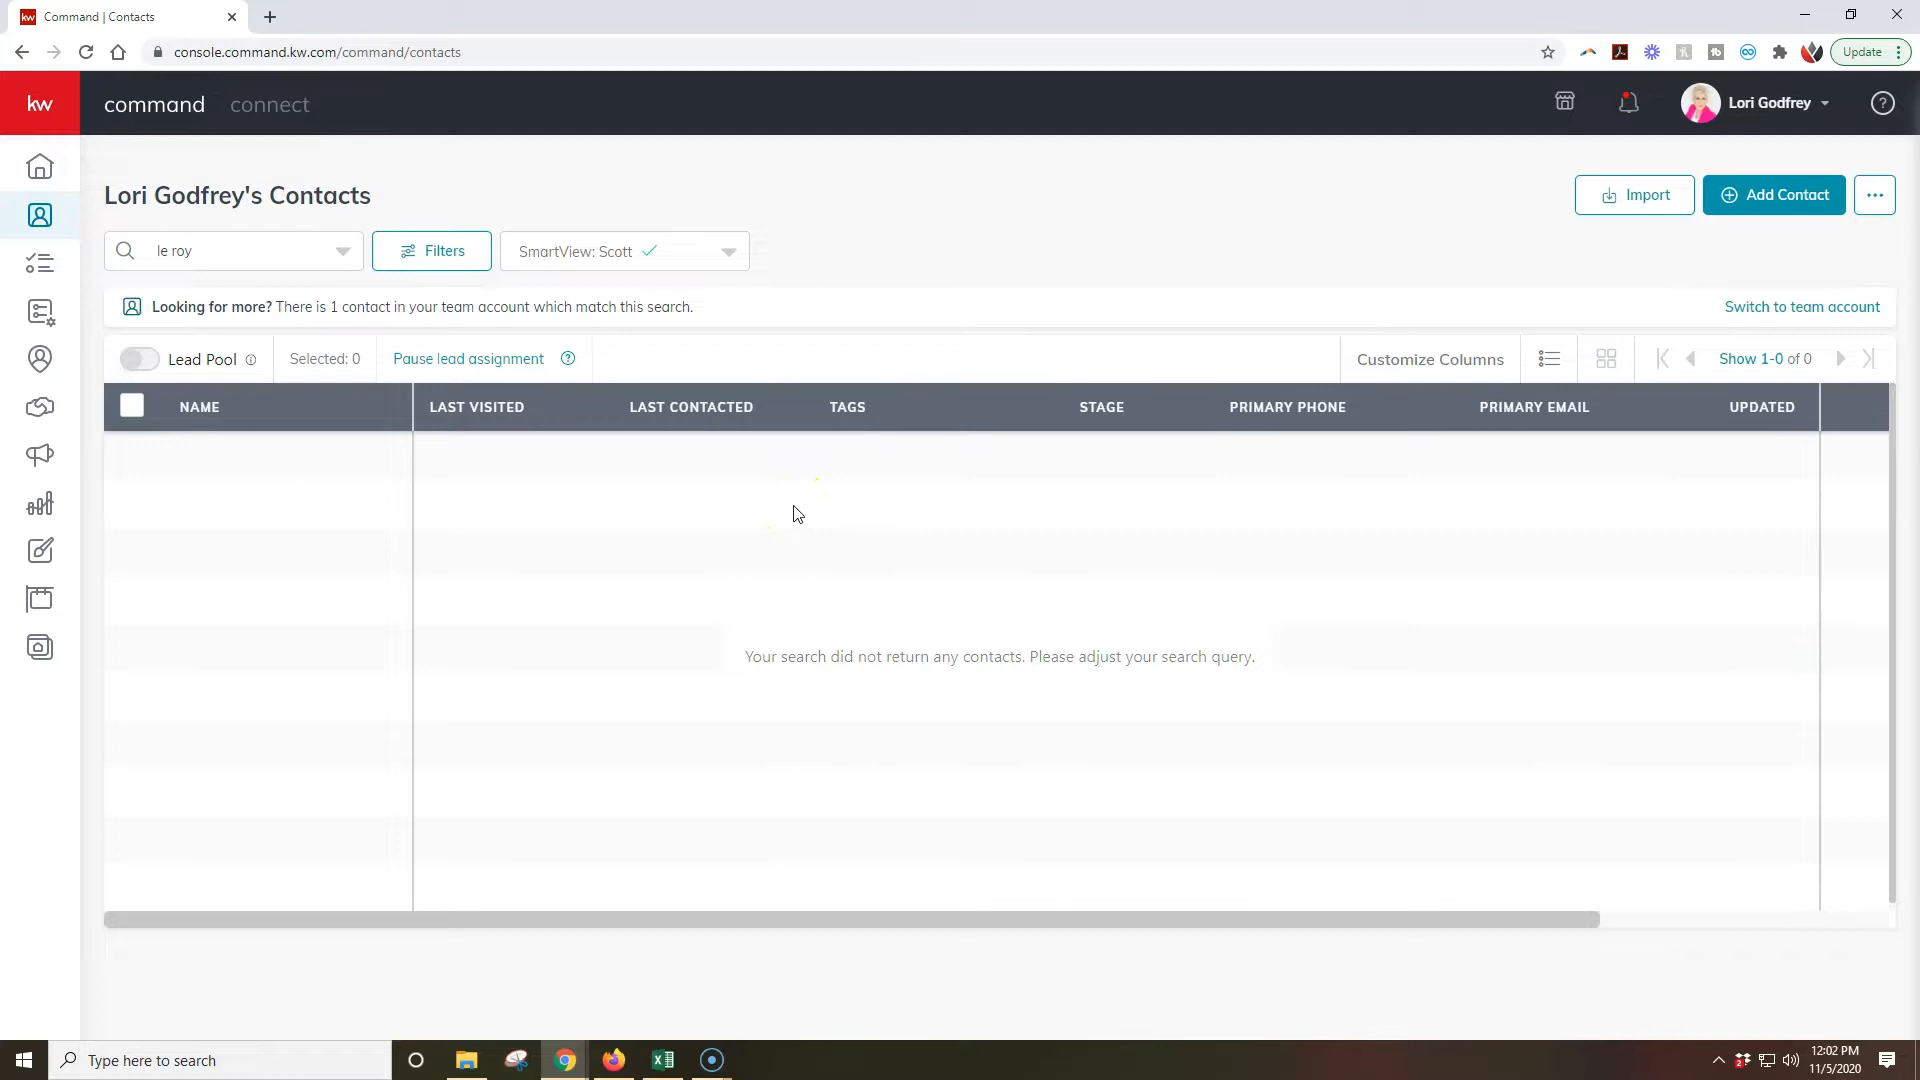 kw Command | Contacts
console.command.kw.com/command/contacts
Update
kw
command connect
Lori Godfrey
Lori Godfrey's Contacts
Import
Add Contact
le roy
Filters
SmartView: Scott
Looking for more? There is 1 contact in your team account which match this search.
Switch to team account
Lead Pool
Selected: 0
Pause lead assignment
Customize Columns
Show 1-0 of 0
NAME
LAST VISITED
LAST CONTACTED
TAGS
STAGE
PRIMARY PHONE
PRIMARY EMAIL
UPDATED
Your search did not return any contacts. Please adjust your search query.
Type here to search
12:02 PM
11/5/2020